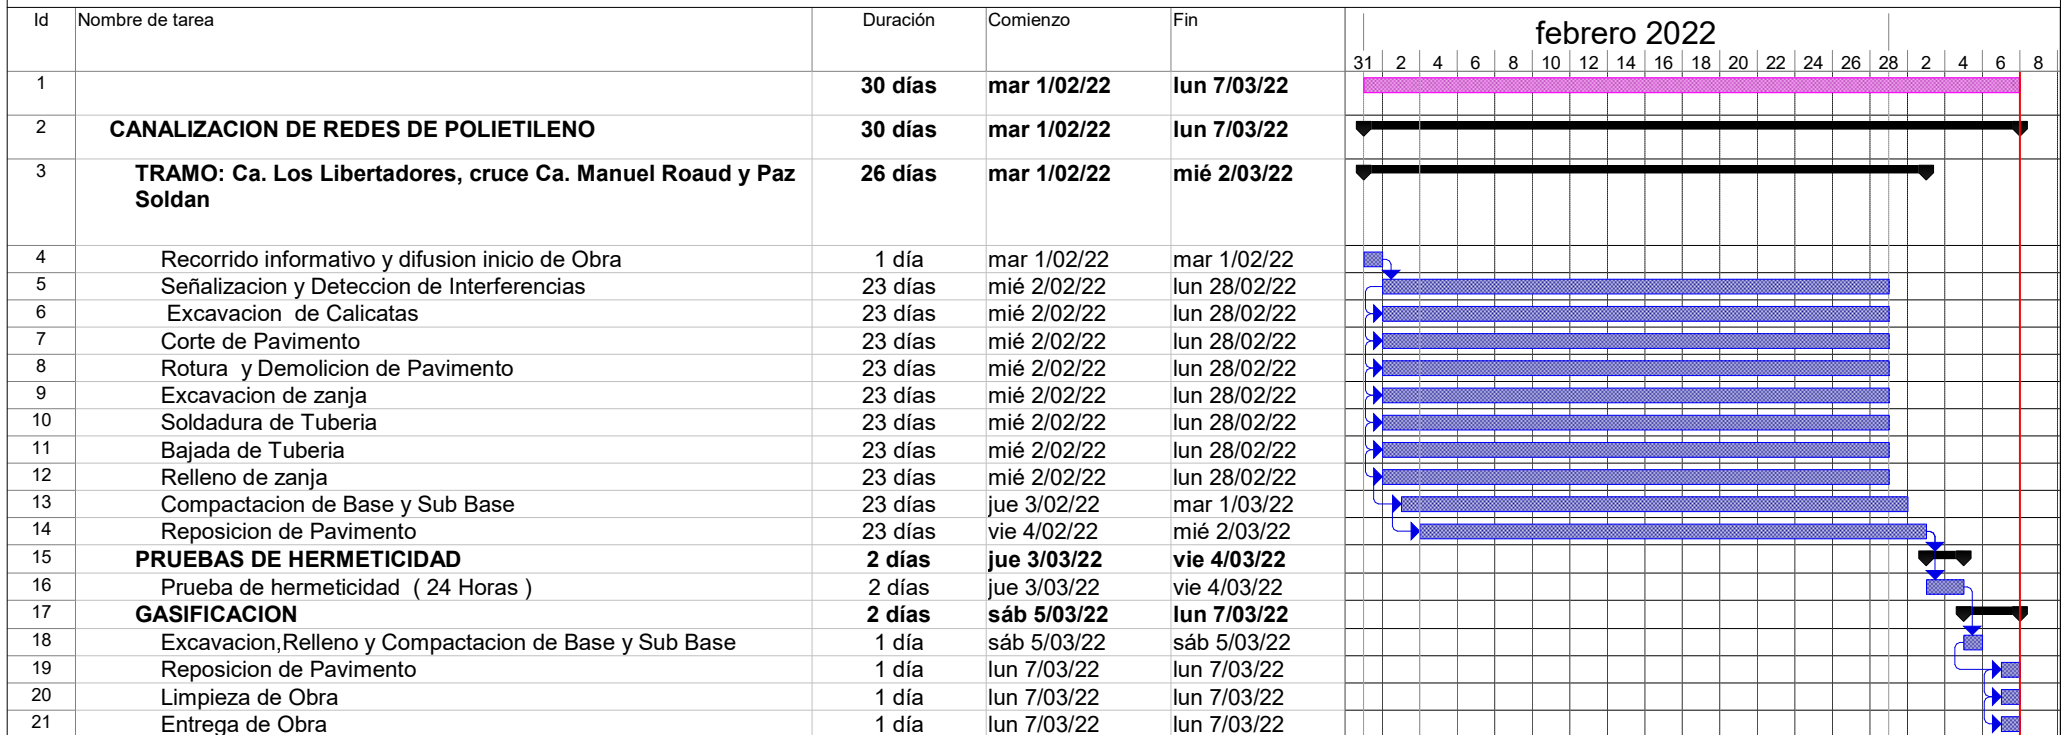 Id Nombre de tarea Duración Comienzo Fin febrero 2022
31 2 4 6 8 10 12 14 16 18 20 22 24 26 28 2 4 6 8
1 30 días mar 1/02/22 lun 7/03/22
2 CANALIZACION DE REDES DE POLIETILENO 30 días mar 1/02/22 lun 7/03/22
3 TRAMO: Ca. Los Libertadores, cruce Ca. Manuel Roaud y Paz 26 días mar 1/02/22 mié 2/03/22
Soldan
4 Recorrido informativo y difusion inicio de Obra 1 día mar 1/02/22 mar 1/02/22
5 Señalizacion y Deteccion de Interferencias 23 días mié 2/02/22 lun 28/02/22
6 Excavacion de Calicatas 23 días mié 2/02/22 lun 28/02/22
7 Corte de Pavimento 23 días mié 2/02/22 lun 28/02/22
8 Rotura y Demolicion de Pavimento 23 días mié 2/02/22 lun 28/02/22
9 Excavacion de zanja 23 días mié 2/02/22 lun 28/02/22
10 Soldadura de Tuberia 23 días mié 2/02/22 lun 28/02/22
11 Bajada de Tuberia 23 días mié 2/02/22 lun 28/02/22
12 Relleno de zanja 23 días mié 2/02/22 lun 28/02/22
13 Compactacion de Base y Sub Base 23 días jue 3/02/22 mar 1/03/22
14 Reposicion de Pavimento 23 días vie 4/02/22 mié 2/03/22
15 PRUEBAS DE HERMETICIDAD 2 días jue 3/03/22 vie 4/03/22
16 Prueba de hermeticidad ( 24 Horas ) 2 días jue 3/03/22 vie 4/03/22
17 GASIFICACION 2 días sáb 5/03/22 lun 7/03/22
18 Excavacion,Relleno y Compactacion de Base y Sub Base 1 día sáb 5/03/22 sáb 5/03/22
19 Reposicion de Pavimento 1 día lun 7/03/22 lun 7/03/22
20 Limpieza de Obra 1 día lun 7/03/22 lun 7/03/22
21 Entrega de Obra 1 día lun 7/03/22 lun 7/03/22